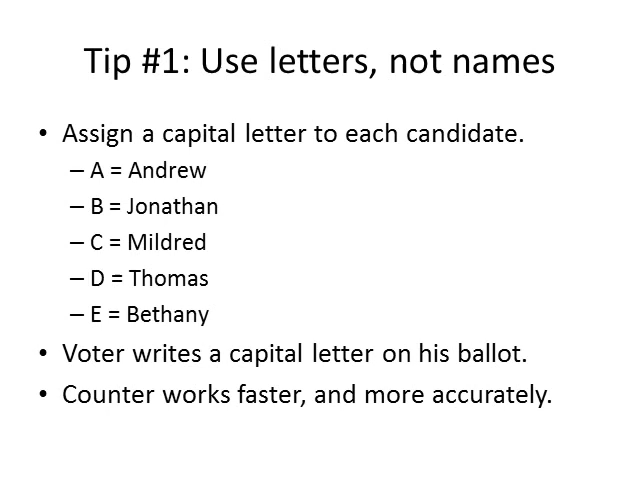 Tip #1: Use letters, not names
• Assign a capital letter to each candidate.
– A = Andrew
– B = Jonathan
– C = Mildred
– D = Thomas
– E = Bethany
• Voter writes a capital letter on his ballot.
• Counter works faster, and more accurately.